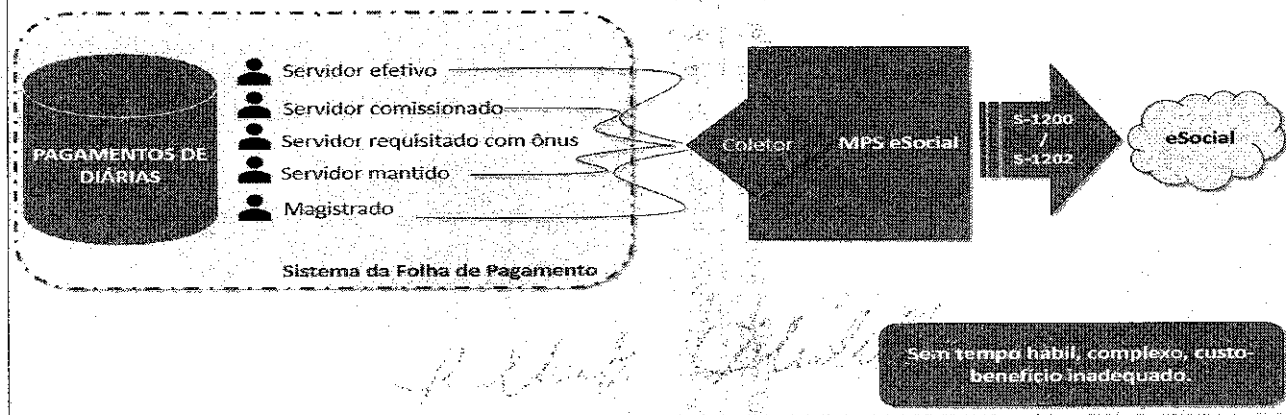 PAGAMENTOS DE
DIÁRIAS
Servidor efetivo
Servidor comissionado
Servidor requisitado com ônus
Servidor mantido
Magistrado
Sistema da Folha de Pagamento
Coletor
MPS eSocial
S-1200
/
S-1202
eSocial
Sem tempo hábil, complexo, custo-
benefício inadequado.